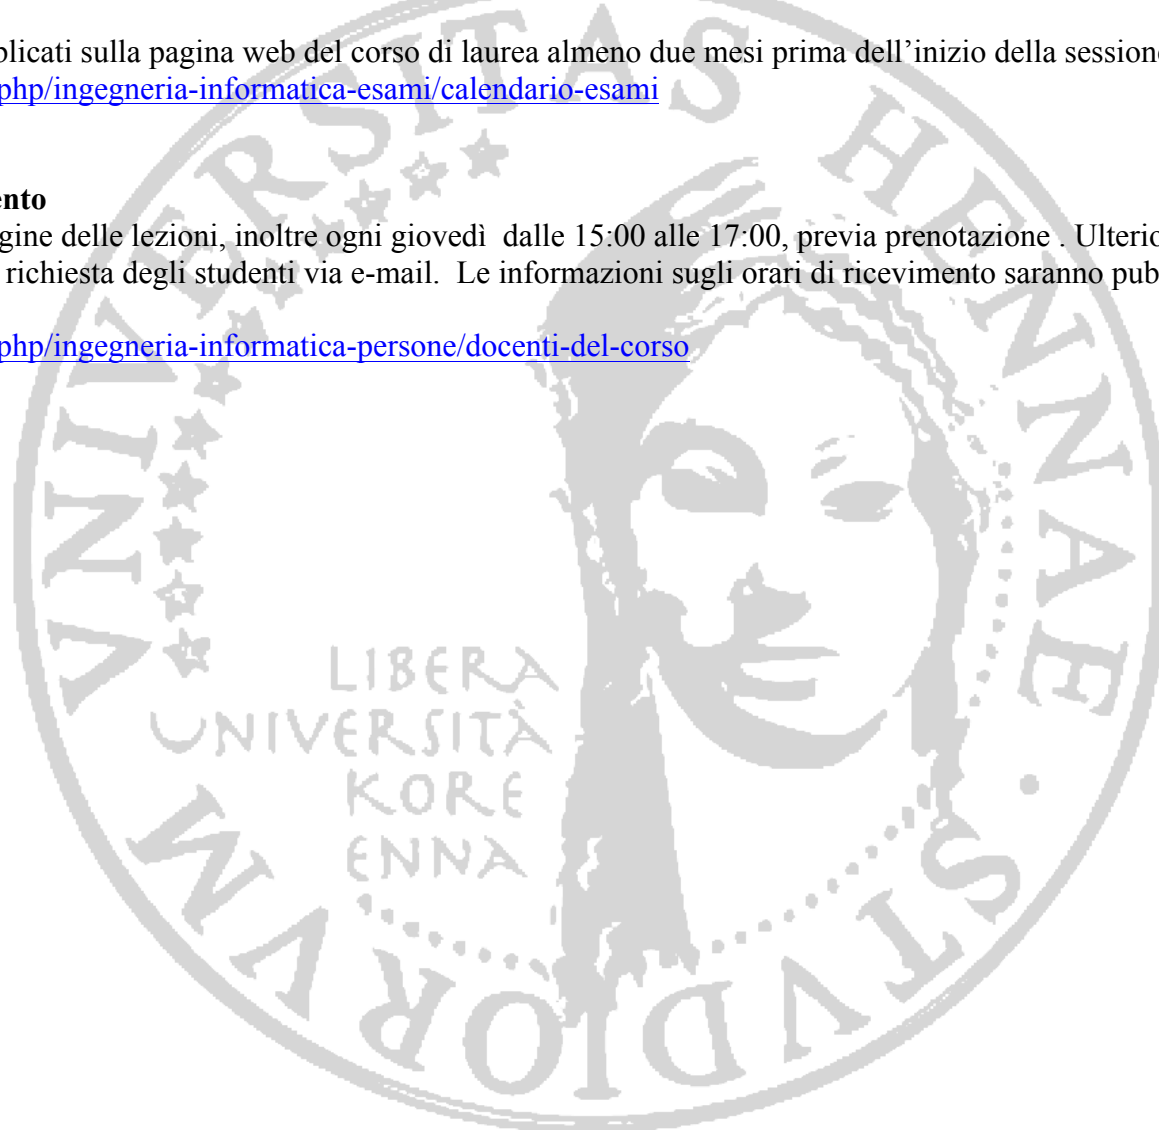 blicati sulla pagina web del corso di laurea almeno due mesi prima dell’inizio della sessione
php/ingegneria-informatica-esami/calendario-esami
ento
gine delle lezioni, inoltre ogni giovedì  dalle 15:00 alle 17:00, previa prenotazione . Ulterio
richiesta degli studenti via e-mail.  Le informazioni sugli orari di ricevimento saranno pub
php/ingegneria-informatica-persone/docenti-del-corso
VNIVERSITAS HENNAE · STVDIORVM
LIBERA
UNIVERSITÀ
KORE
ENNA